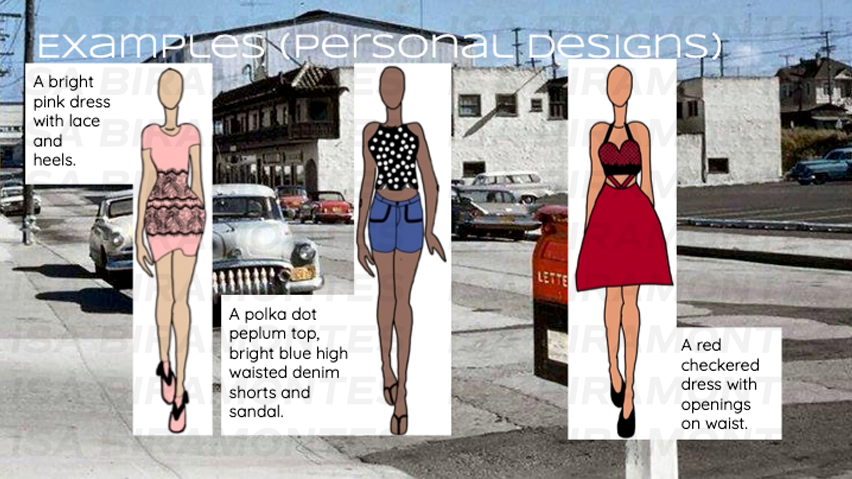 Examples (Personal Designs)
A bright
pink dress
with lace
and
heels.
A polka dot
peplum top,
bright blue high
waisted denim
shorts and
sandal.
LETTE
A red
checkered
dress with
openings
on waist.
ISA BIRAMONTES